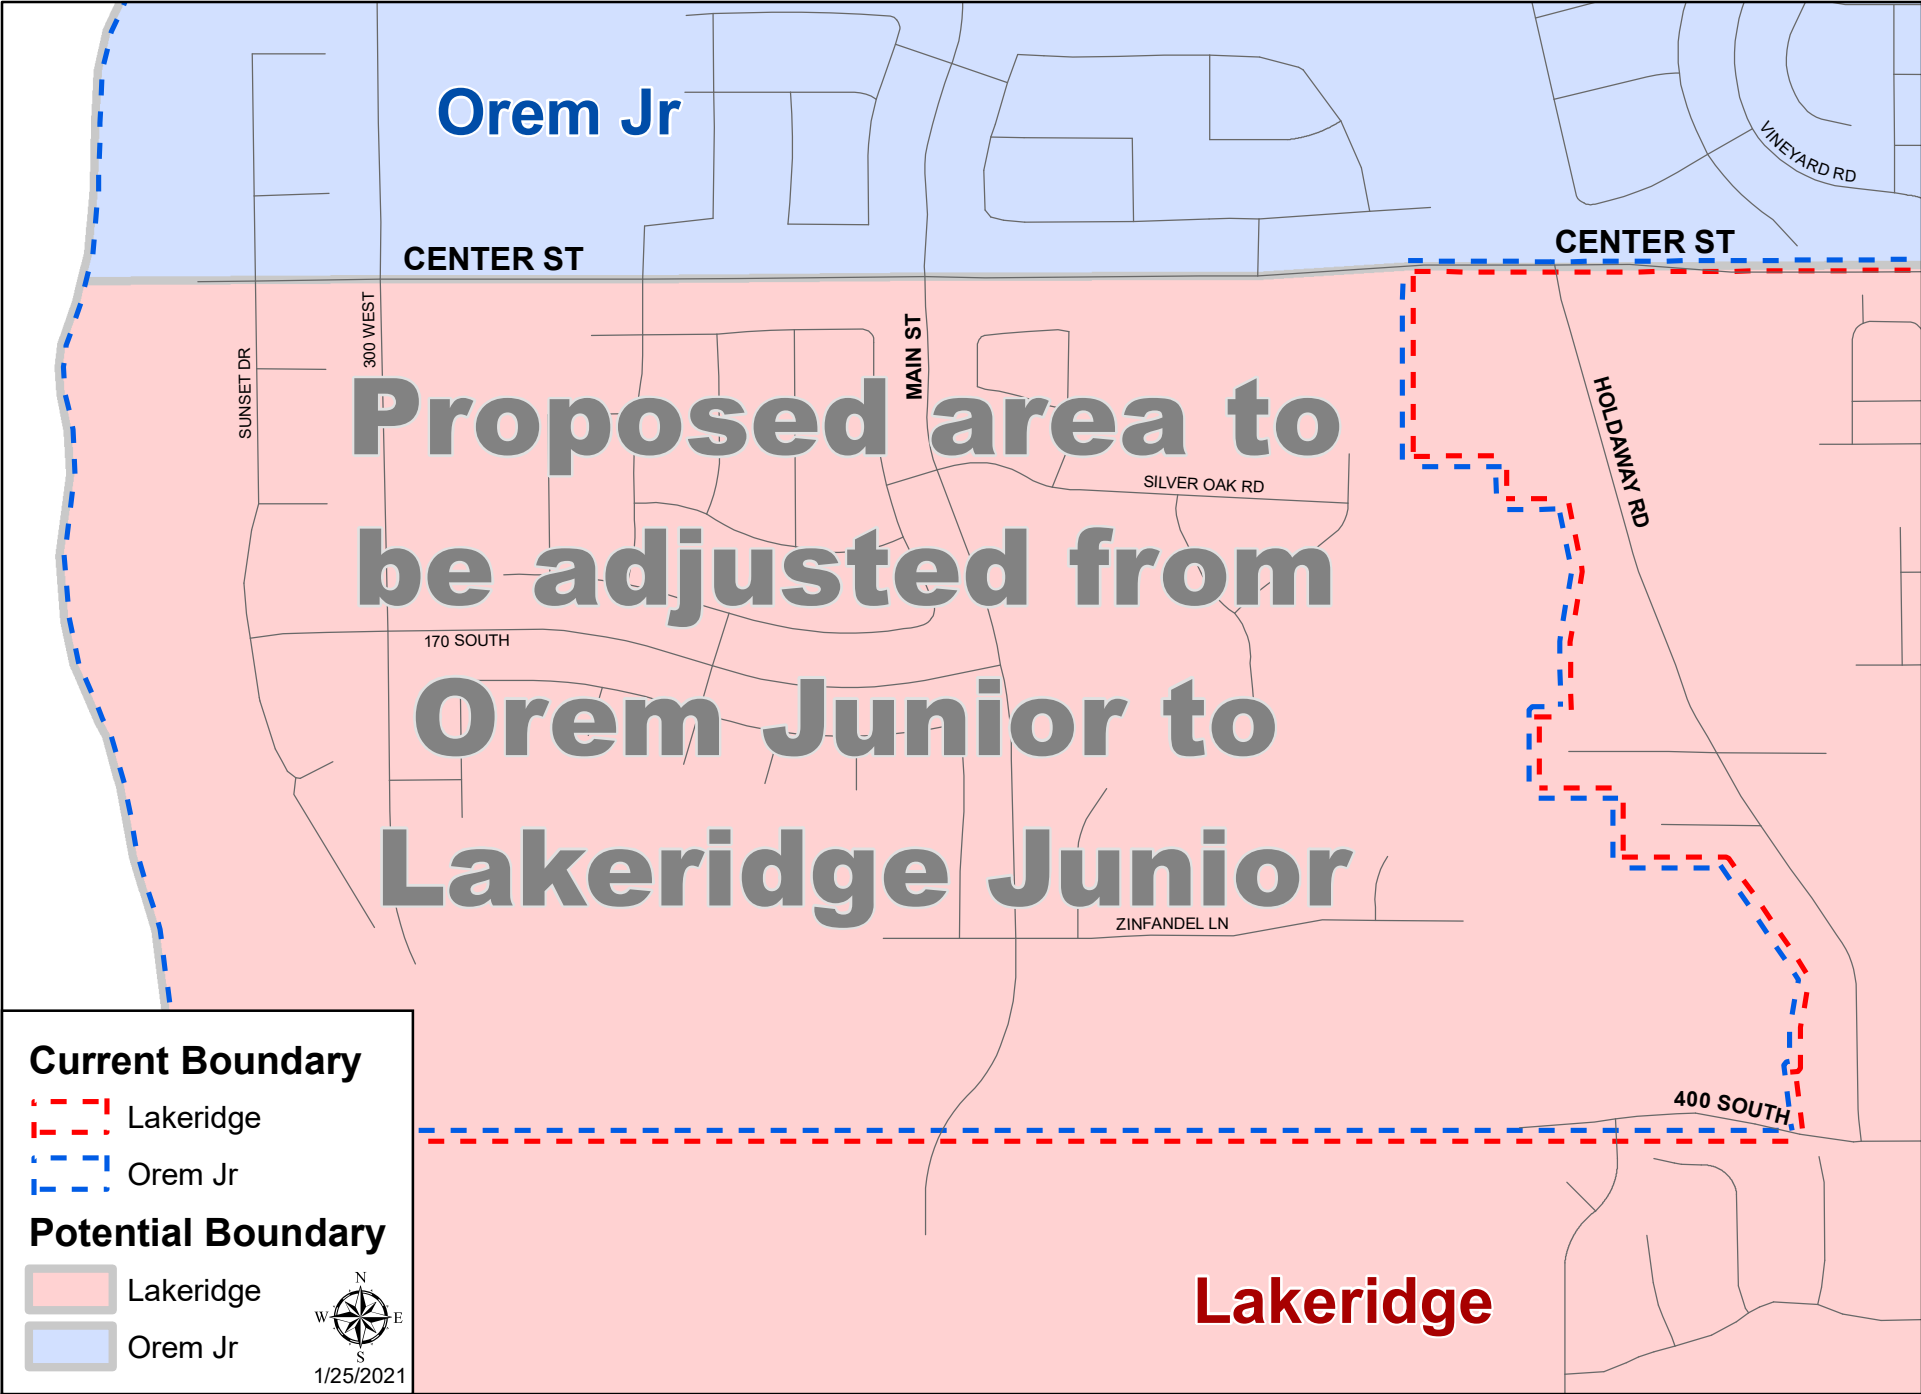 Orem Jr
VINEYARD RD
CENTER ST
CENTER ST
300 WEST
SUNSET DR
MAIN ST
HOLDAWAY RD
Proposed area to
be adjusted from
Orem Junior to
Lakeridge Junior
SILVER OAK RD
170 SOUTH
ZINFANDEL LN
400 SOUTH
Lakeridge
Current Boundary
Lakeridge
Orem Jr
Potential Boundary
Lakeridge
Orem Jr
N
W E
S
1/25/2021